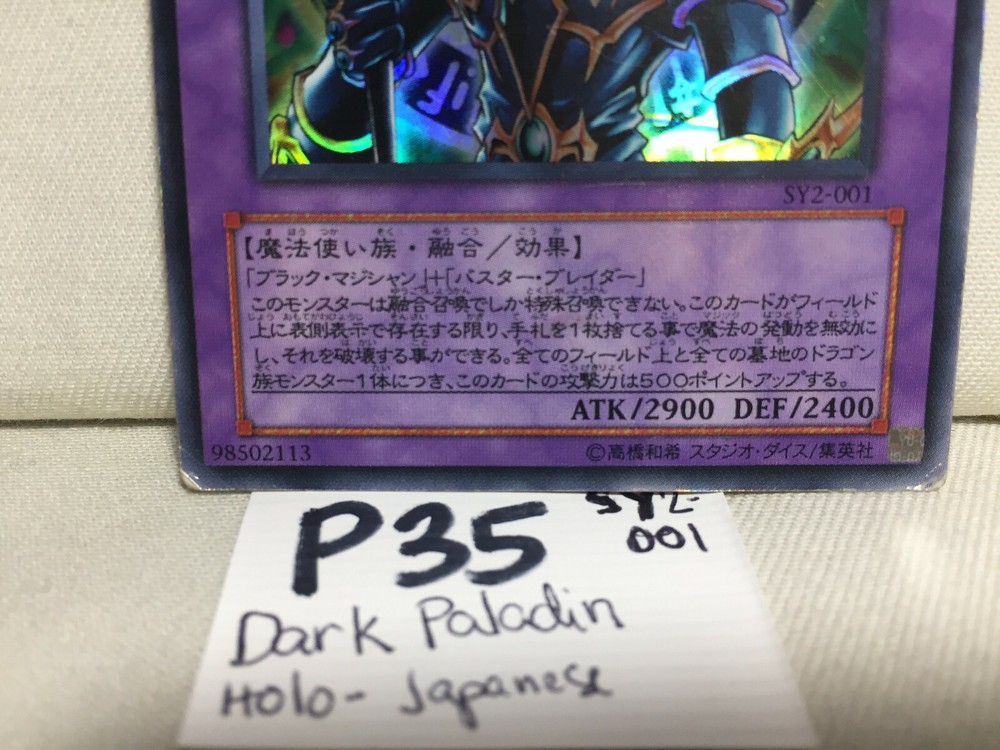 SY2-001
【魔法使い族・融合／効果】
「ブラック・マジシャン」+「バスター・ブレイダー」
このモンスターは融合召喚でしか特殊召喚できない。このカードがフィールド
上に表側表示で存在する限り、手札を1枚捨てる事で魔法の発動を無効に
し、それを破壊する事ができる。全てのフィールド上と全ての墓地のドラゴン
族モンスター1体につき、このカードの攻撃力は500ポイントアップする。
ATK/2900 DEF/2400
98502113 ©高橋和希 スタジオ・ダイス/集英社
P35 SY2-
001
Dark Paladin
Holo - Japanese